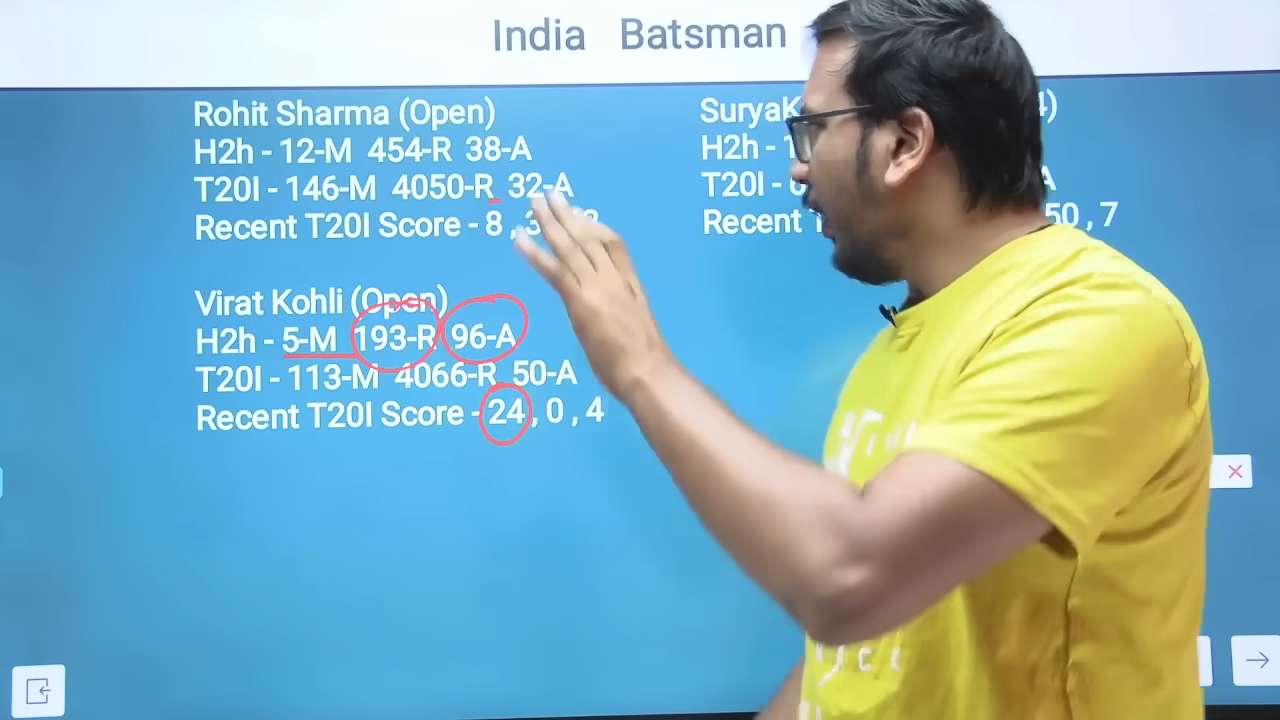 India Batsman
Rohit Sharma (Open)
H2h - 12-M 454-R 38-A
T20I - 146-M 4050-R 32-A
Recent T20I Score - 8 ,
Virat Kohli (Open)
H2h - 5-M 193-R 96-A
T20I - 113-M 4066-R 50-A
Recent T20I Score - 24 , 0 , 4
H2h -
T20I -
Recent 50 , 7